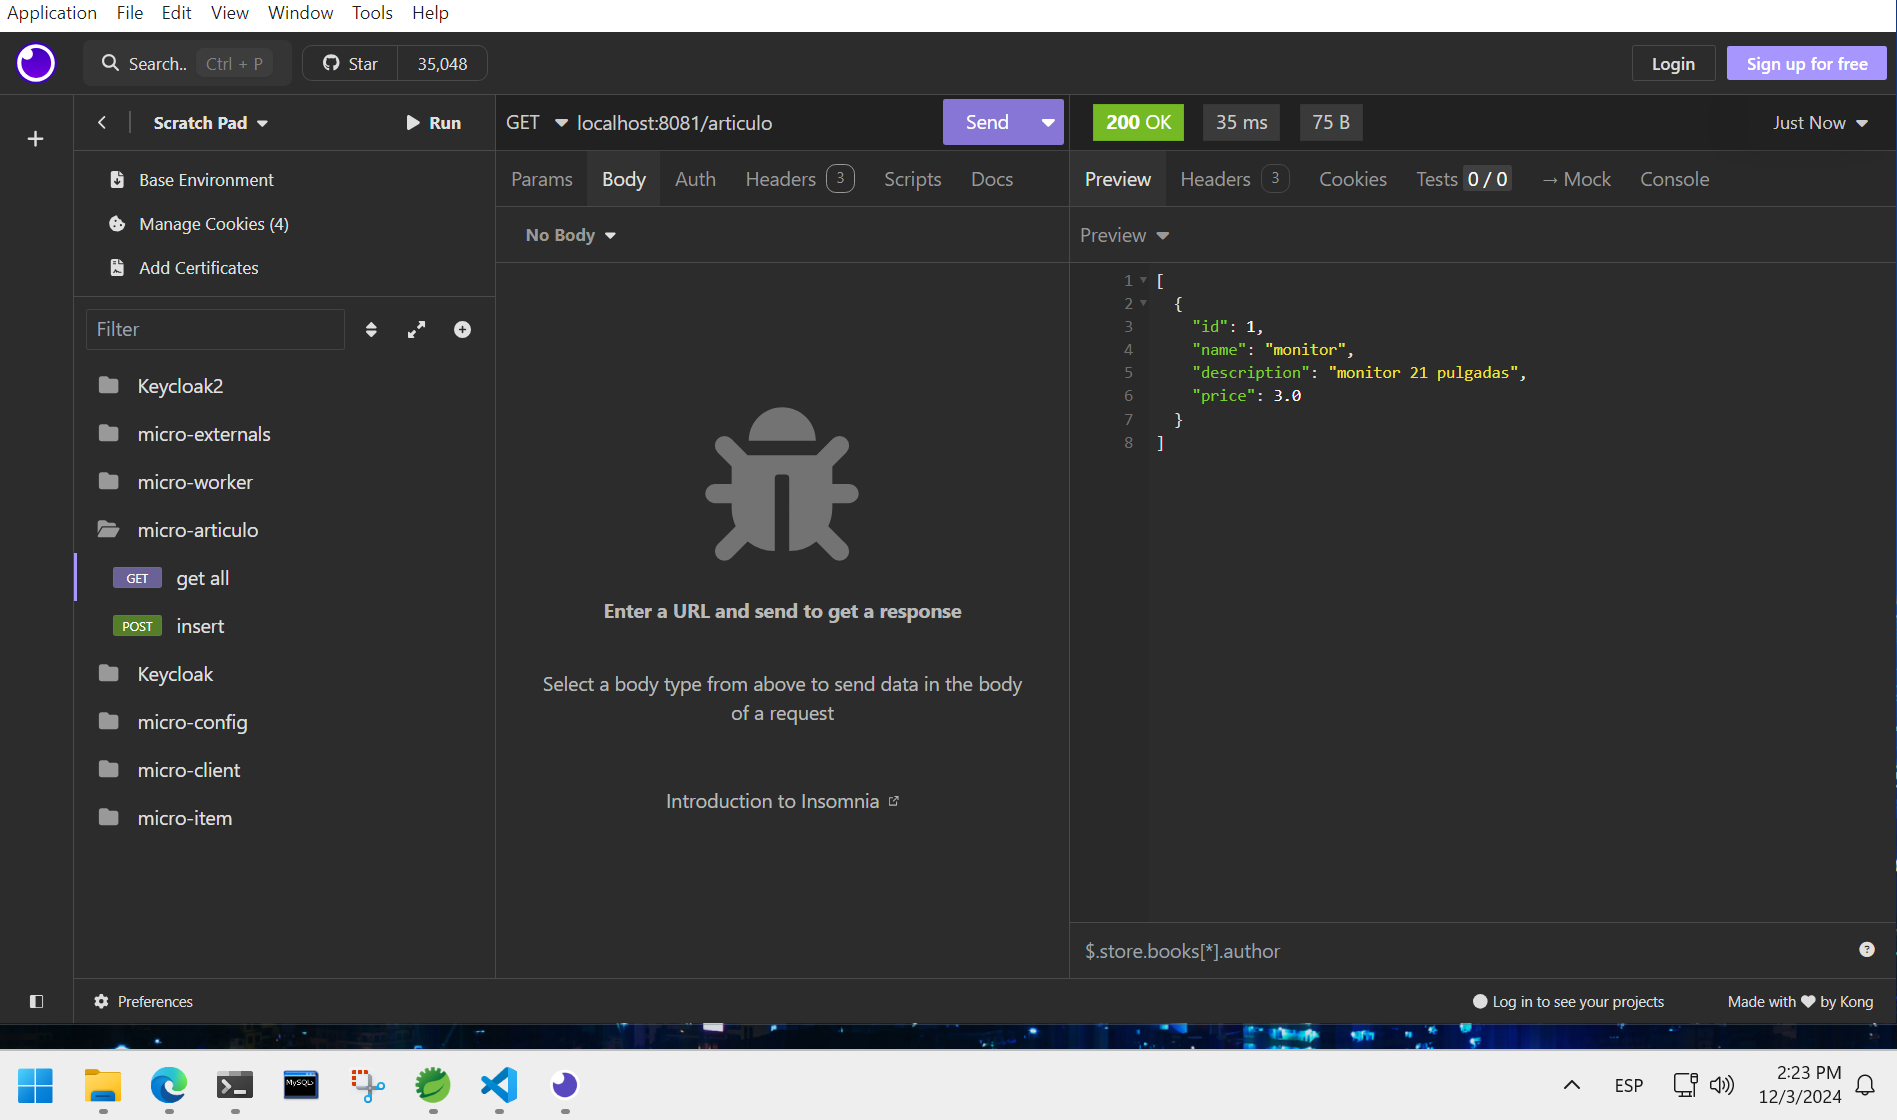 Application File Edit View Window Tools Help
Search.. Ctrl + P Star 35,048 Login Sign up for free
Scratch Pad Run
Base Environment
Manage Cookies (4)
Add Certificates
Filter
Keycloak2
micro-externals
micro-worker
micro-articulo
GET get all
POST insert
Keycloak
micro-config
micro-client
micro-item
GET localhost:8081/articulo Send
Params Body Auth Headers 3 Scripts Docs
No Body
Enter a URL and send to get a response
Select a body type from above to send data in the body
of a request
Introduction to Insomnia
200 OK 35 ms 75 B Just Now
Preview Headers 3 Cookies Tests 0 / 0 → Mock Console
Preview
1 [
2 {
3 "id": 1,
4 "name": "monitor",
5 "description": "monitor 21 pulgadas",
6 "price": 3.0
7 }
8 ]
$.store.books[*].author
Preferences Log in to see your projects Made with ♥ by Kong
MySQL>
ESP
2:23 PM
12/3/2024